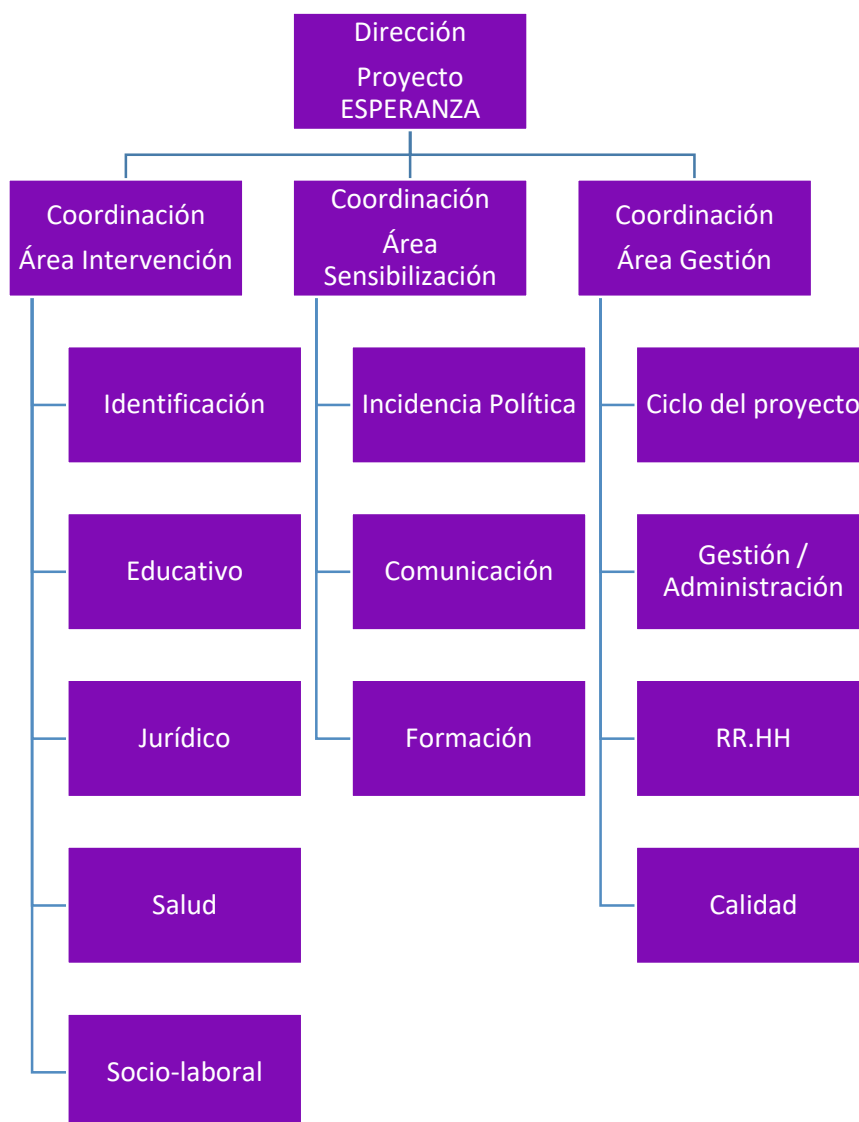 Dirección
Proyecto
ESPERANZA
Coordinación
Área Intervención
Coordinación
Área
Sensibilización
Coordinación
Área Gestión
Identificación
Educativo
Jurídico
Salud
Socio-laboral
Incidencia Política
Comunicación
Formación
Ciclo del proyecto
Gestión /
Administración
RR.HH
Calidad